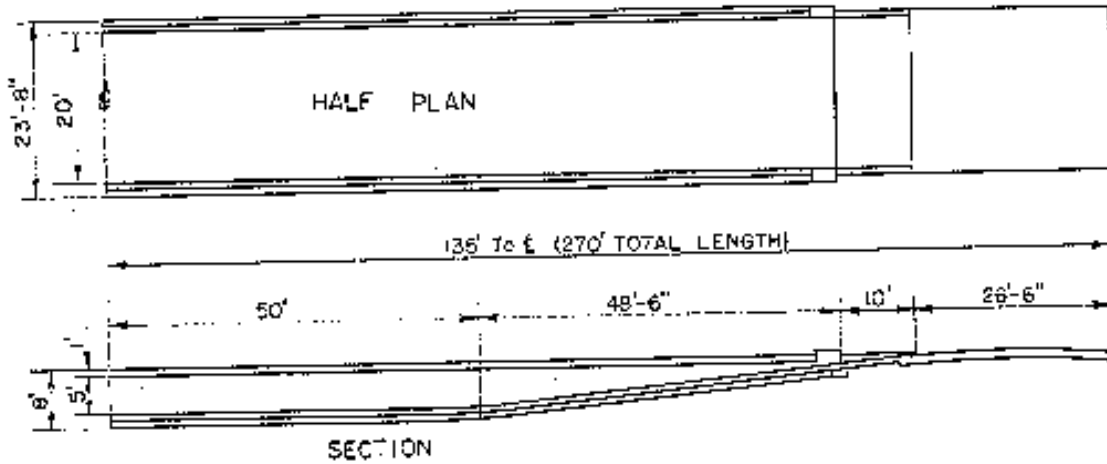 23'-8"
20'
HALF PLAN
135' To ℄ (270' TOTAL LENGTH)
50'
48'-6"
10'
26'-6"
8'
5'
SECTION